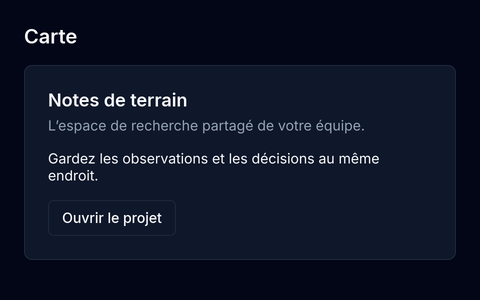 Carte
Notes de terrain
L’espace de recherche partagé de votre équipe.
Gardez les observations et les décisions au même
endroit.
Ouvrir le projet